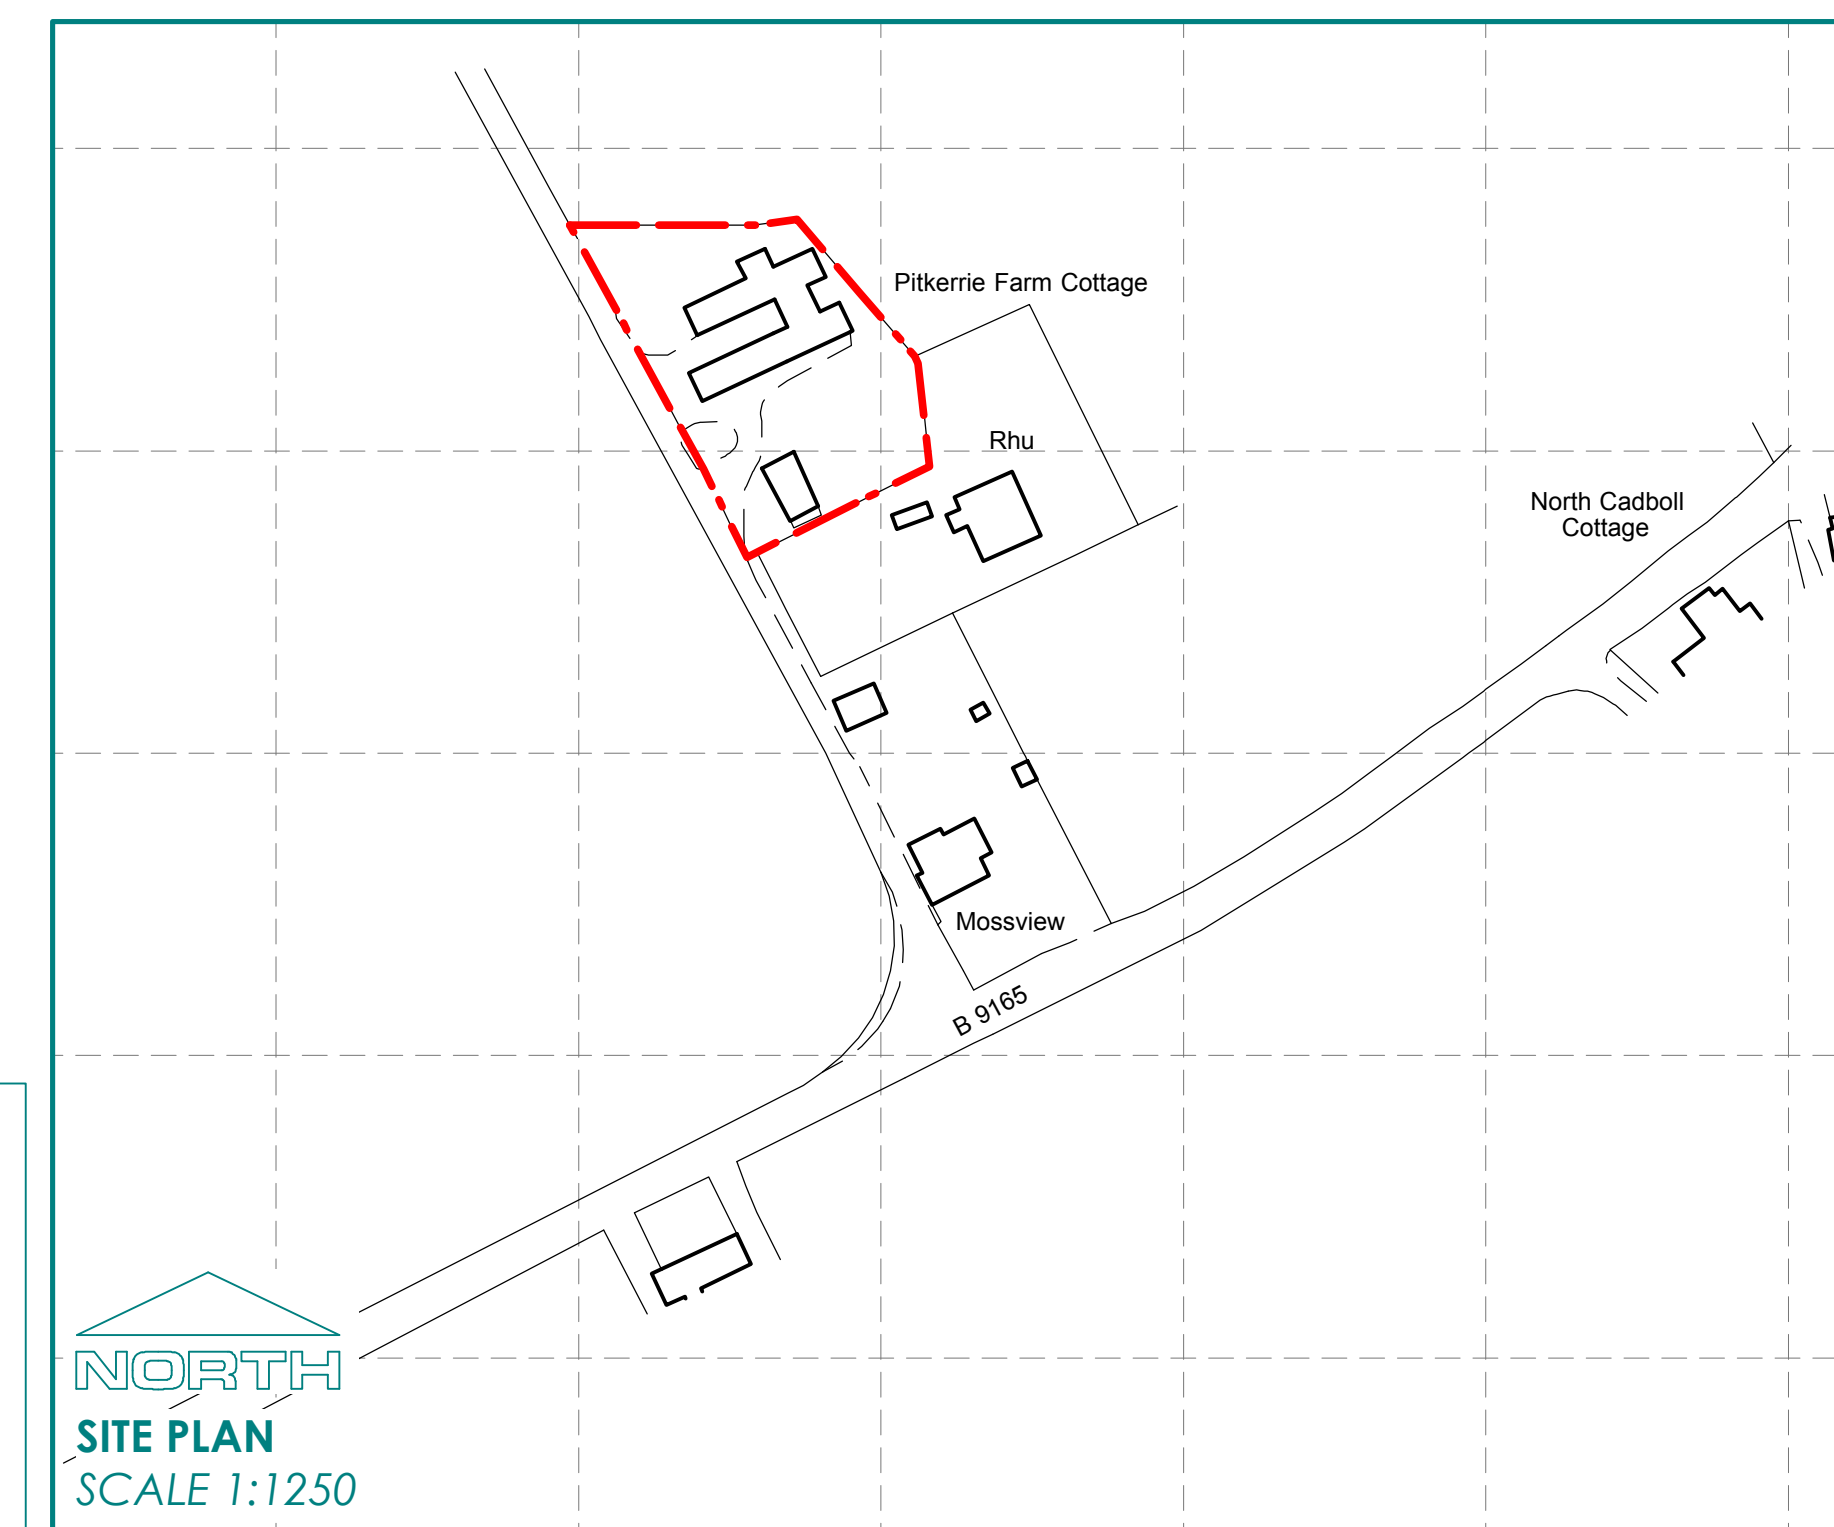 Pitkerrie Farm Cottage
Rhu
North Cadboll
Cottage
Mossview
B 9165
NORTH
SITE PLAN
SCALE 1:1250